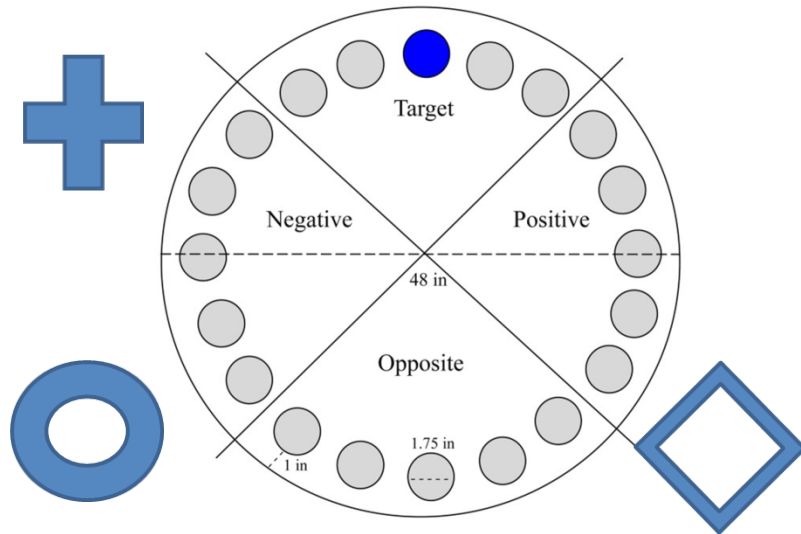 Target
Negative
Positive
48 in
Opposite
1.75 in
1 in